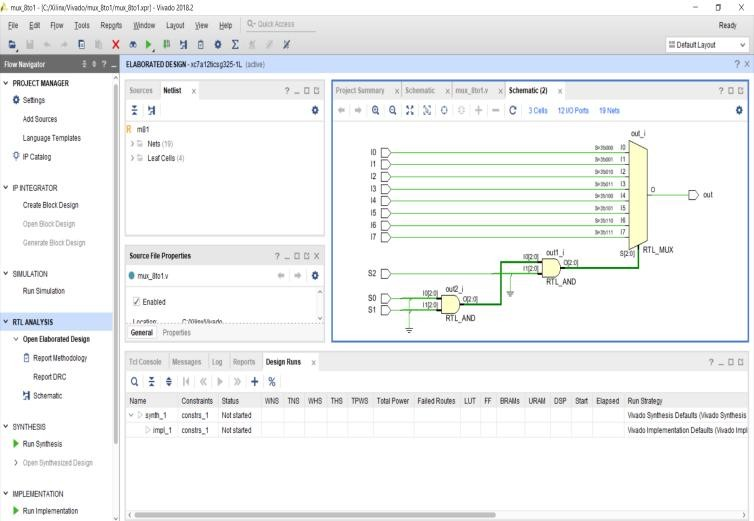 mux_8to1 - [C:/Xilinx/Vivado/mux_8to1/mux_8to1.xpr] - Vivado 2018.2
File Edit Flow Tools Reports Window Layout View Help Q- Quick Access Ready
Default Layout
Flow Navigator
ELABORATED DESIGN - xc7a12ticsg325-1L (active)
PROJECT MANAGER
Settings
Add Sources
Language Templates
IP Catalog
IP INTEGRATOR
Create Block Design
Open Block Design
Generate Block Design
SIMULATION
Run Simulation
RTL ANALYSIS
Open Elaborated Design
Report Methodology
Report DRC
Schematic
SYNTHESIS
Run Synthesis
Open Synthesized Design
IMPLEMENTATION
Run Implementation
Sources Netlist
m81
Nets (19)
Leaf Cells (4)
Source File Properties
mux_8to1.v
Enabled
Location: C:/Xilinx/Vivado
General Properties
Project Summary Schematic mux_8to1.v Schematic (2)
3 Cells 12 I/O Ports 19 Nets
out_i
I0 S=3'b000 I0
I1 S=3'b001 I1
I2 S=3'b010 I2
I3 S=3'b011 I3
I4 S=3'b100 I4
I5 S=3'b101 I5
I6 S=3'b110 I6
I7 S=3'b111 I7
O out
S[2:0] RTL_MUX
out1_i
I0[2:0] O[2:0]
S2 I1[2:0]
RTL_AND
out2_i
S0 I0[2:0] O[2:0]
S1 I1[2:0]
RTL_AND
Tcl Console Messages Log Reports Design Runs
Name Constraints Status WNS TNS WHS THS TPWS Total Power Failed Routes LUT FF BRAMs URAM DSP Start Elapsed Run Strategy
synth_1 constrs_1 Not started Vivado Synthesis Defaults (Vivado Synthesis
impl_1 constrs_1 Not started Vivado Implementation Defaults (Vivado Impl